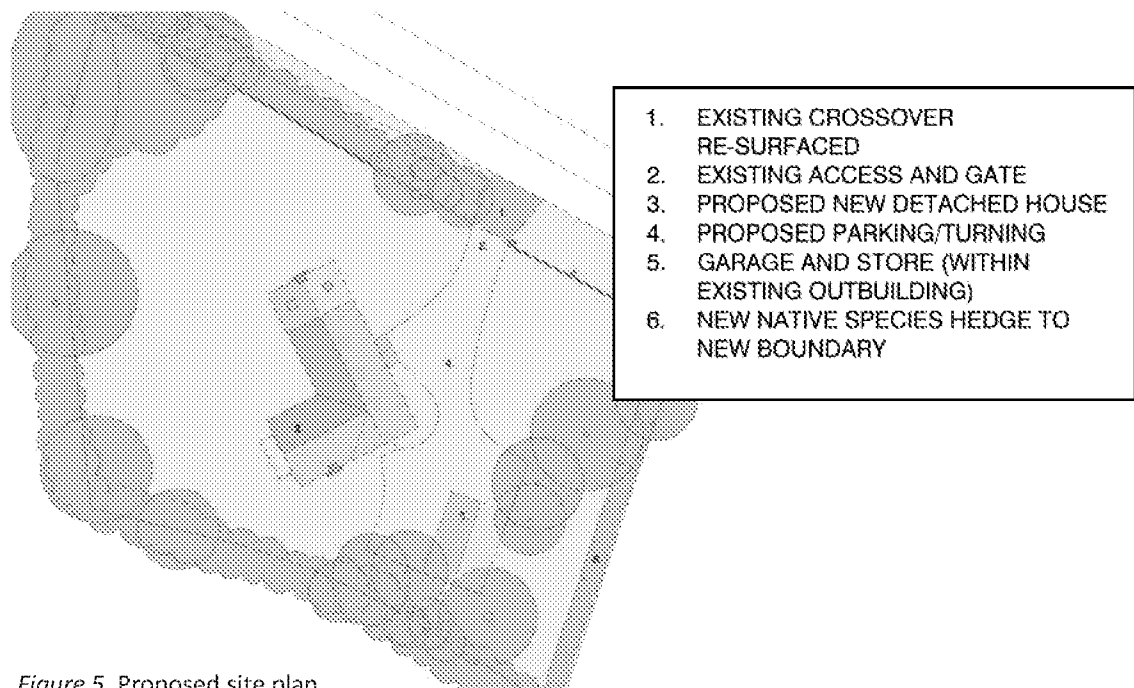 1. EXISTING CROSSOVER
RE-SURFACED
2. EXISTING ACCESS AND GATE
3. PROPOSED NEW DETACHED HOUSE
4. PROPOSED PARKING/TURNING
5. GARAGE AND STORE (WITHIN
EXISTING OUTBUILDING)
6. NEW NATIVE SPECIES HEDGE TO
NEW BOUNDARY
Figure 5. Proposed site plan